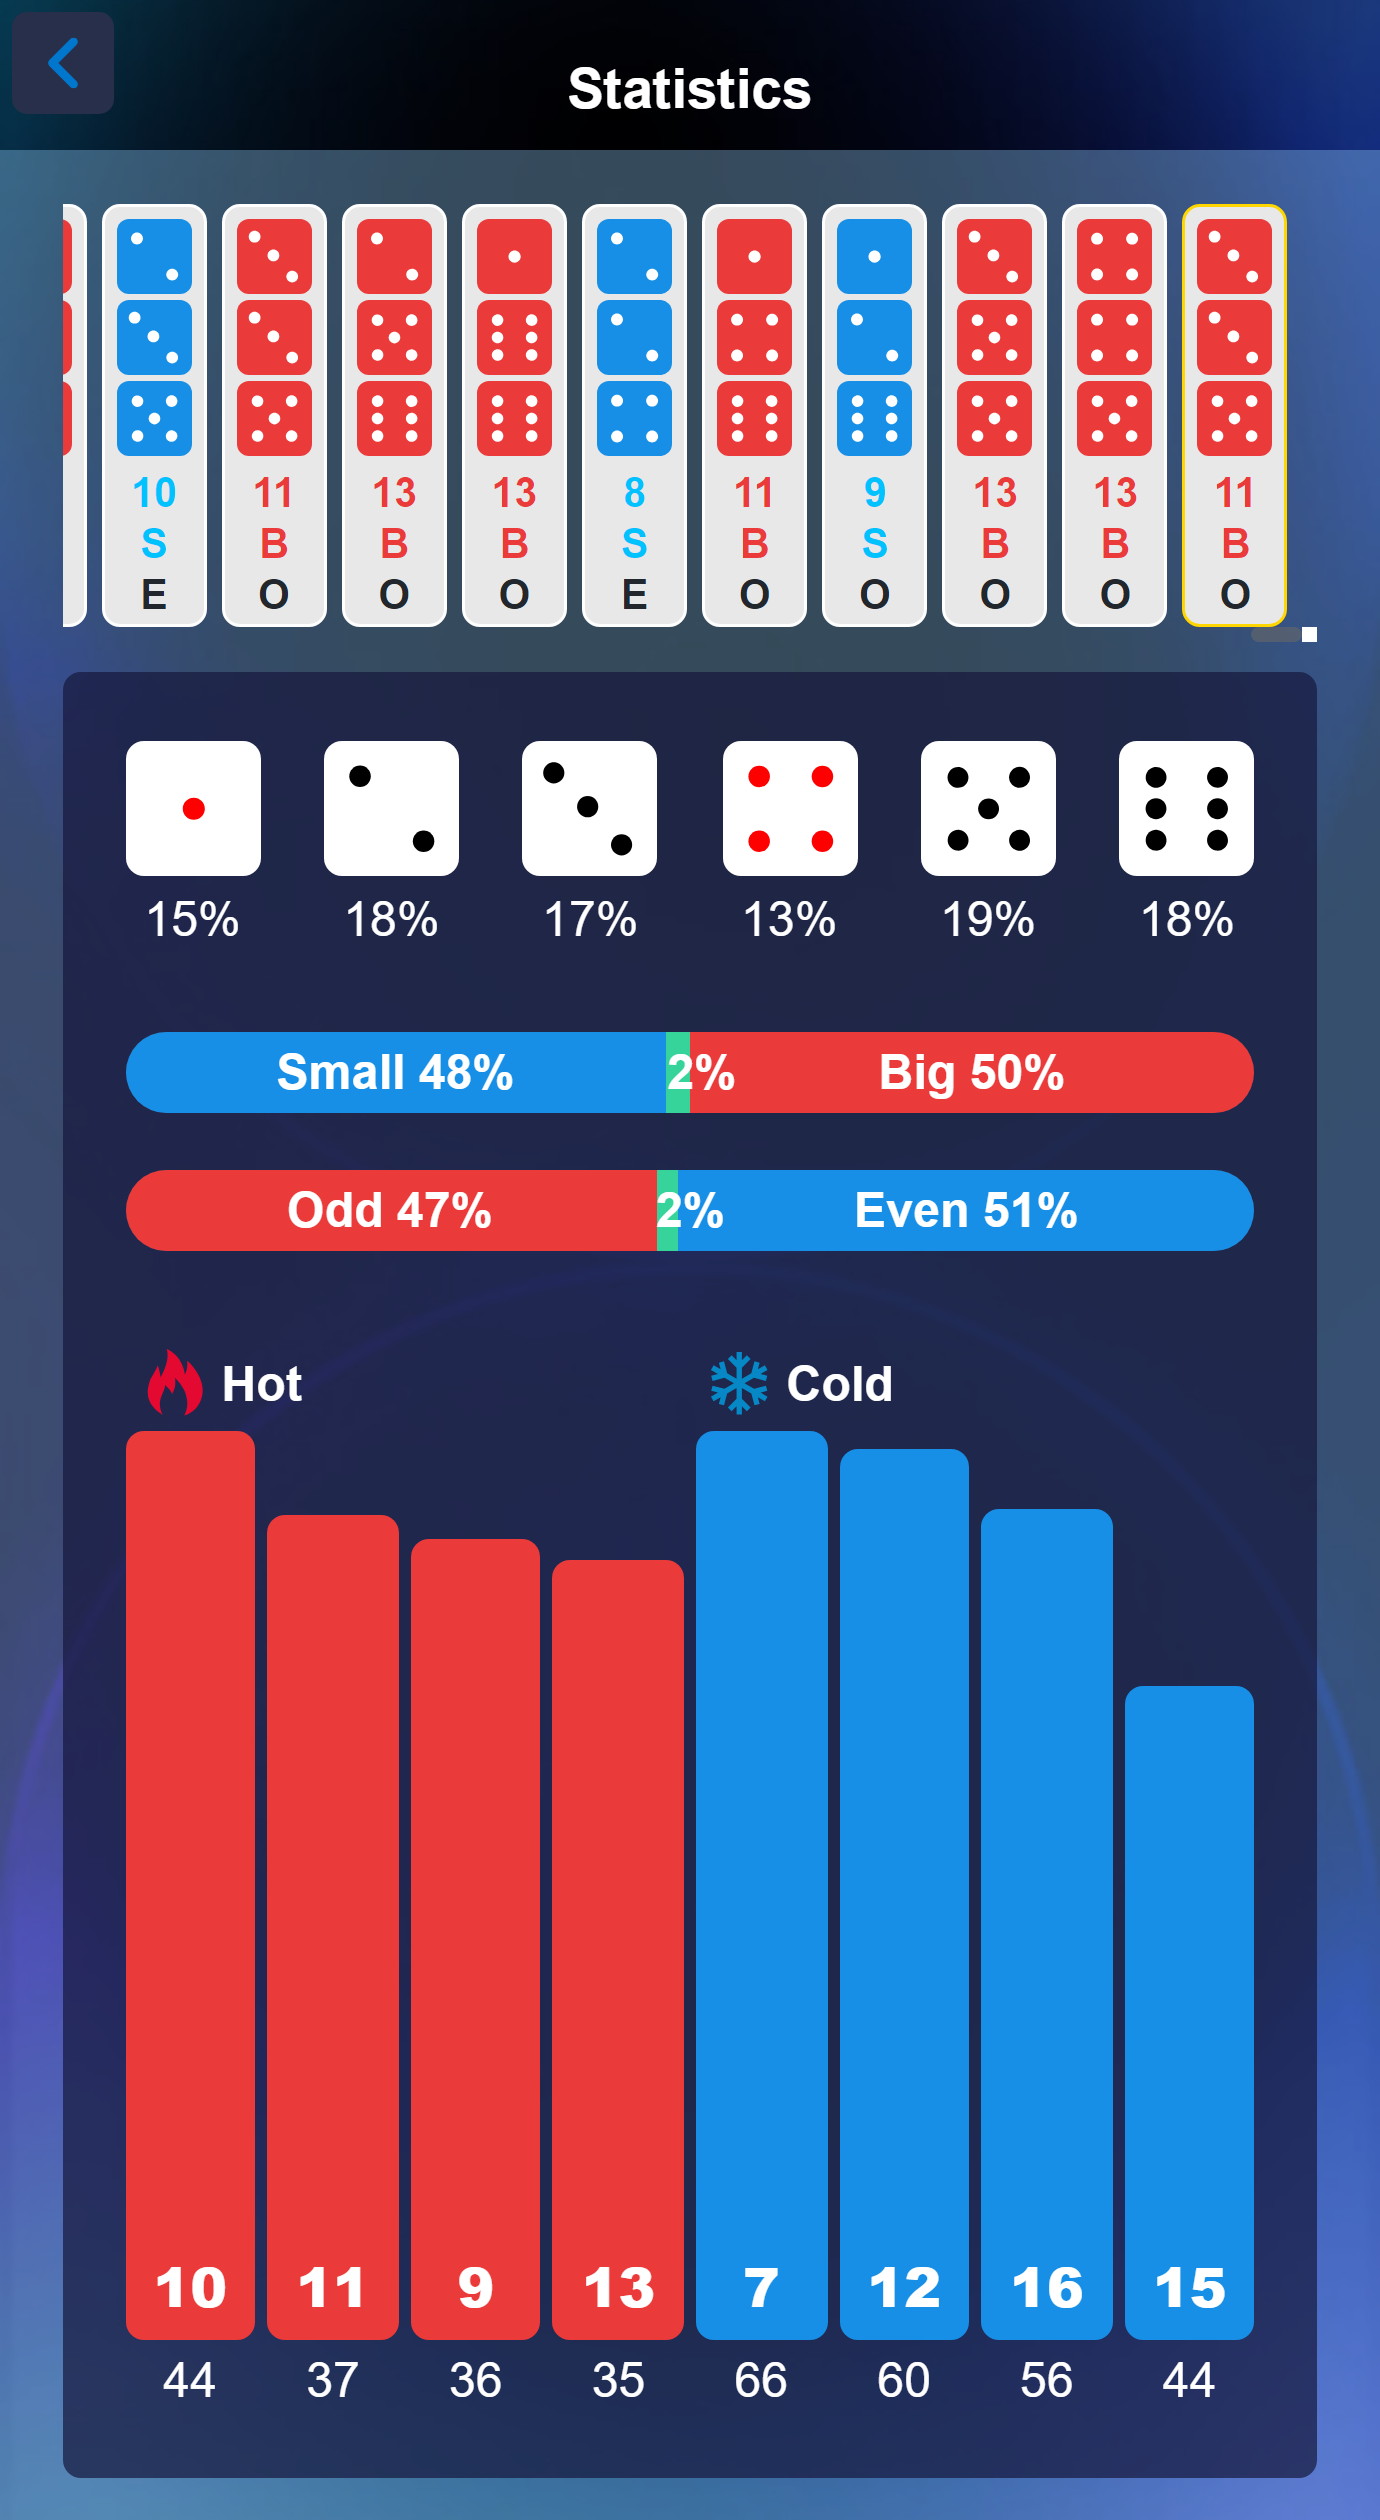 Statistics
10 11 13 13 8 11 9 13 13 11
S B B B S B S B B B
E O O O E O O O O O
15% 18% 17% 13% 19% 18%
Small 48% 2% Big 50%
Odd 47% 2% Even 51%
Hot Cold
10 11 9 13 7 12 16 15
44 37 36 35 66 60 56 44